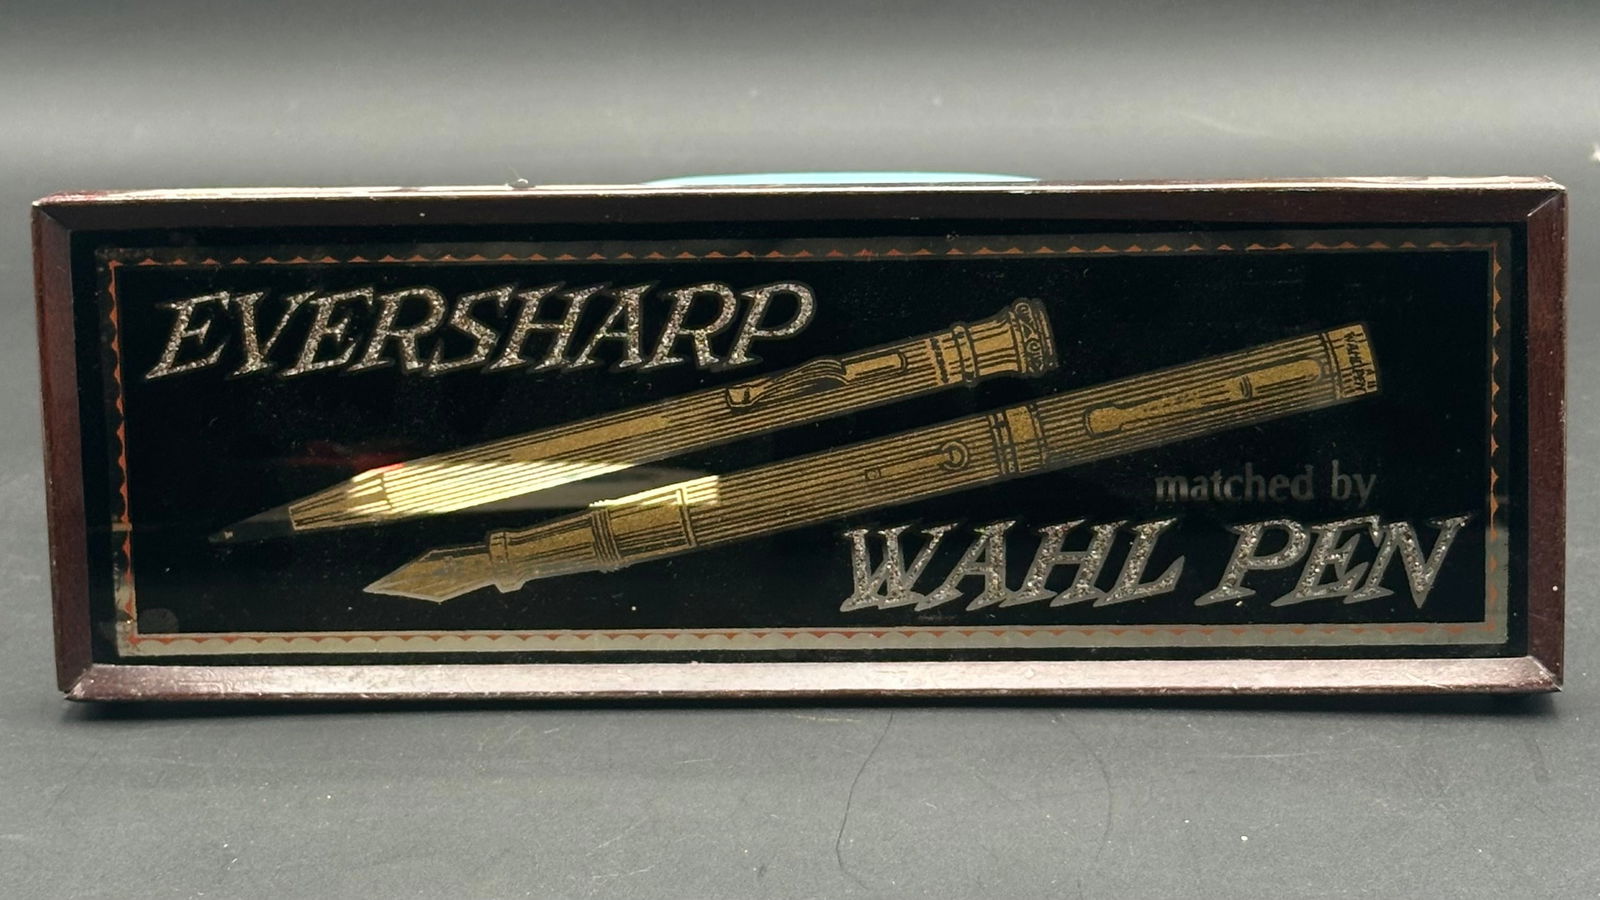 EVERSHARP
matched by
WAHL PEN